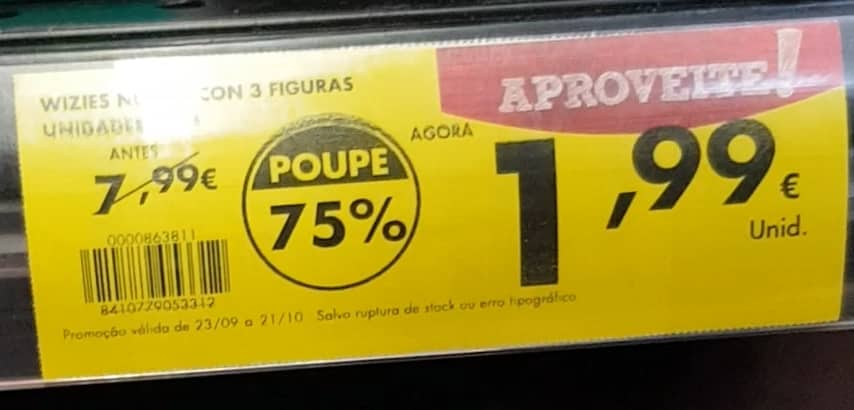 APROVEITE!
WIZIES CON 3 FIGURAS
ANTES
7,99€
POUPE
75%
AGORA
1,99€
Unid.
0000863811
8410779053312
Promoção válida de 23/09 a 21/10 Salvo ruptura de stock ou erro tipográfico